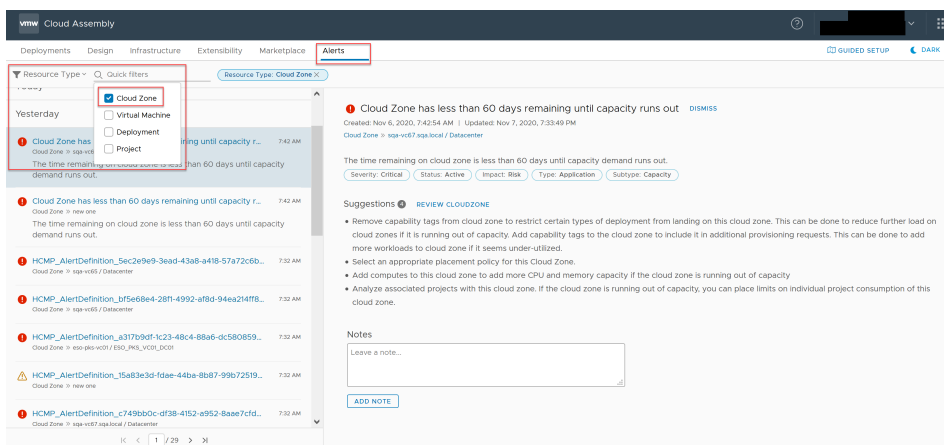 vmw Cloud Assembly
Deployments Design Infrastructure Extensibility Marketplace Alerts
GUIDED SETUP DARK
Resource Type Quick filters Resource Type: Cloud Zone ×
Cloud Zone
Virtual Machine
Deployment
Project
Today
Yesterday
Cloud Zone has
ning until capacity r... 7:42 AM
Cloud Zone »
The time remaining on cloud zone is less than 60 days until capacity
demand runs out.
Cloud Zone has less than 60 days remaining until capacity r... 7:42 AM
Cloud Zone » new one
The time remaining on cloud zone is less than 60 days until capacity
demand runs out.
HCMP_AlertDefinition_5ec2e9e9-3ead-43a8-a418-57a72c6b... 7:32 AM
Cloud Zone » sqa-vc65 / Datacenter
HCMP_AlertDefinition_bf5e68e4-28f1-4992-af8d-94ea214ff8... 7:32 AM
Cloud Zone » sqa-vc65 / Datacenter
HCMP_AlertDefinition_a317b9df-1c23-48c4-88a6-dc580859... 7:32 AM
Cloud Zone » eso-pks-vc01 / ESO_PKS_VC01_DC01
HCMP_AlertDefinition_15a83e3d-fdae-44ba-8b87-99b72519... 7:32 AM
Cloud Zone » new one
HCMP_AlertDefinition_c749bb0c-df38-4152-a952-8aae7cfd... 7:32 AM
Cloud Zone » sqa-vc67.sqa.local / Datacenter
1 / 29
Cloud Zone has less than 60 days remaining until capacity runs out DISMISS
Created: Nov 6, 2020, 7:42:54 AM | Updated: Nov 7, 2020, 7:33:49 PM
Cloud Zone » sqa-vc67.sqa.local / Datacenter
The time remaining on cloud zone is less than 60 days until capacity demand runs out.
Severity: Critical Status: Active Impact: Risk Type: Application Subtype: Capacity
Suggestions 4 REVIEW CLOUDZONE
• Remove capability tags from cloud zone to restrict certain types of deployment from landing on this cloud zone. This can be done to reduce further load on
cloud zones if it is running out of capacity. Add capability tags to the cloud zone to include it in additional provisioning requests. This can be done to add
more workloads to cloud zone if it seems under-utilized.
• Select an appropriate placement policy for this Cloud Zone.
• Add computes to this cloud zone to add more CPU and memory capacity if the cloud zone is running out of capacity
• Analyze associated projects with this cloud zone. If the cloud zone is running out of capacity, you can place limits on individual project consumption of this
cloud zone.
Notes
Leave a note...
ADD NOTE